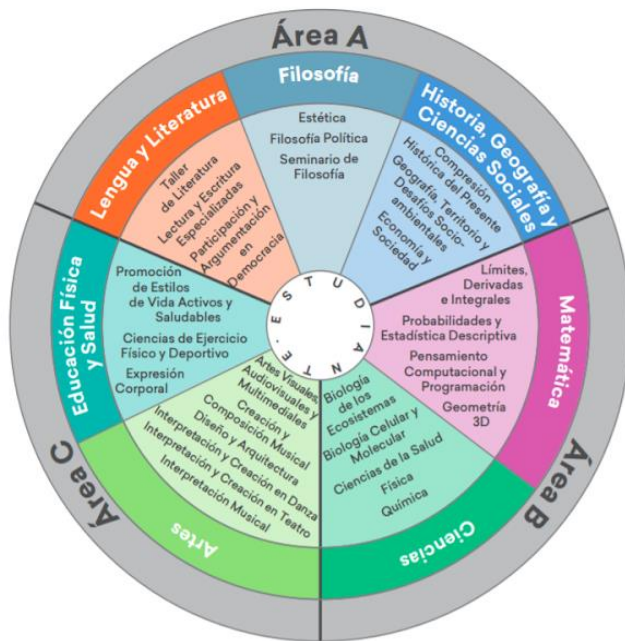 Área A
Lengua y Literatura
Taller
de Literatura
Lectura y Escritura
Especializadas
Participación y
Argumentación
en
Democracia
Filosofía
Estética
Filosofía Política
Seminario de
Filosofía
Historia, Geografía y
Ciencias Sociales
Compresión
Histórica del Presente
Geografía, Territorio y
Desafíos Socio-
ambientales
Economía y
Sociedad
Área B
Matemática
Límites,
Derivadas
e Integrales
Probabilidades y
Estadística Descriptiva
Pensamiento
Computacional y
Programación
Geometría
3D
Ciencias
Biología
de los
Ecosistemas
Biología Celular y
Molecular
Ciencias de la Salud
Física
Química
Área C
Artes
Artes Visuales,
Audiovisuales y
Multimediales
Creación y
Composición Musical
Diseño y Arquitectura
Interpretación y Creación en Danza
Interpretación y Creación en Teatro
Interpretación Musical
Educación Física
y Salud
Promoción
de Estilos
de Vida Activos y
Saludables
Ciencias de Ejercicio
Físico y Deportivo
Expresión
Corporal
ESTUDIANTE